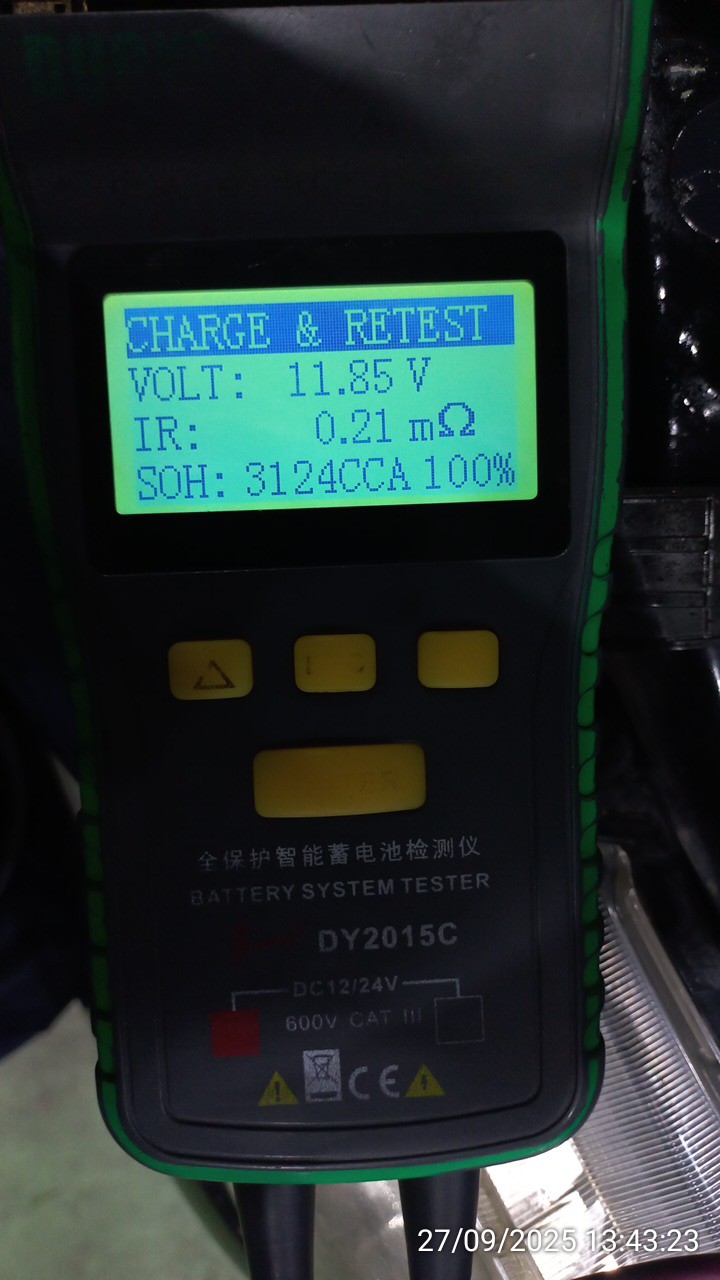 CHARGE & RETEST
VOLT: 11.85 V
IR: 0.21 mΩ
SOH: 3124CCA 100%
全保护智能蓄电池检测仪
BATTERY SYSTEM TESTER
DY2015C
DC12/24V
600V CAT III
CE
27/09/2025 13:43:23